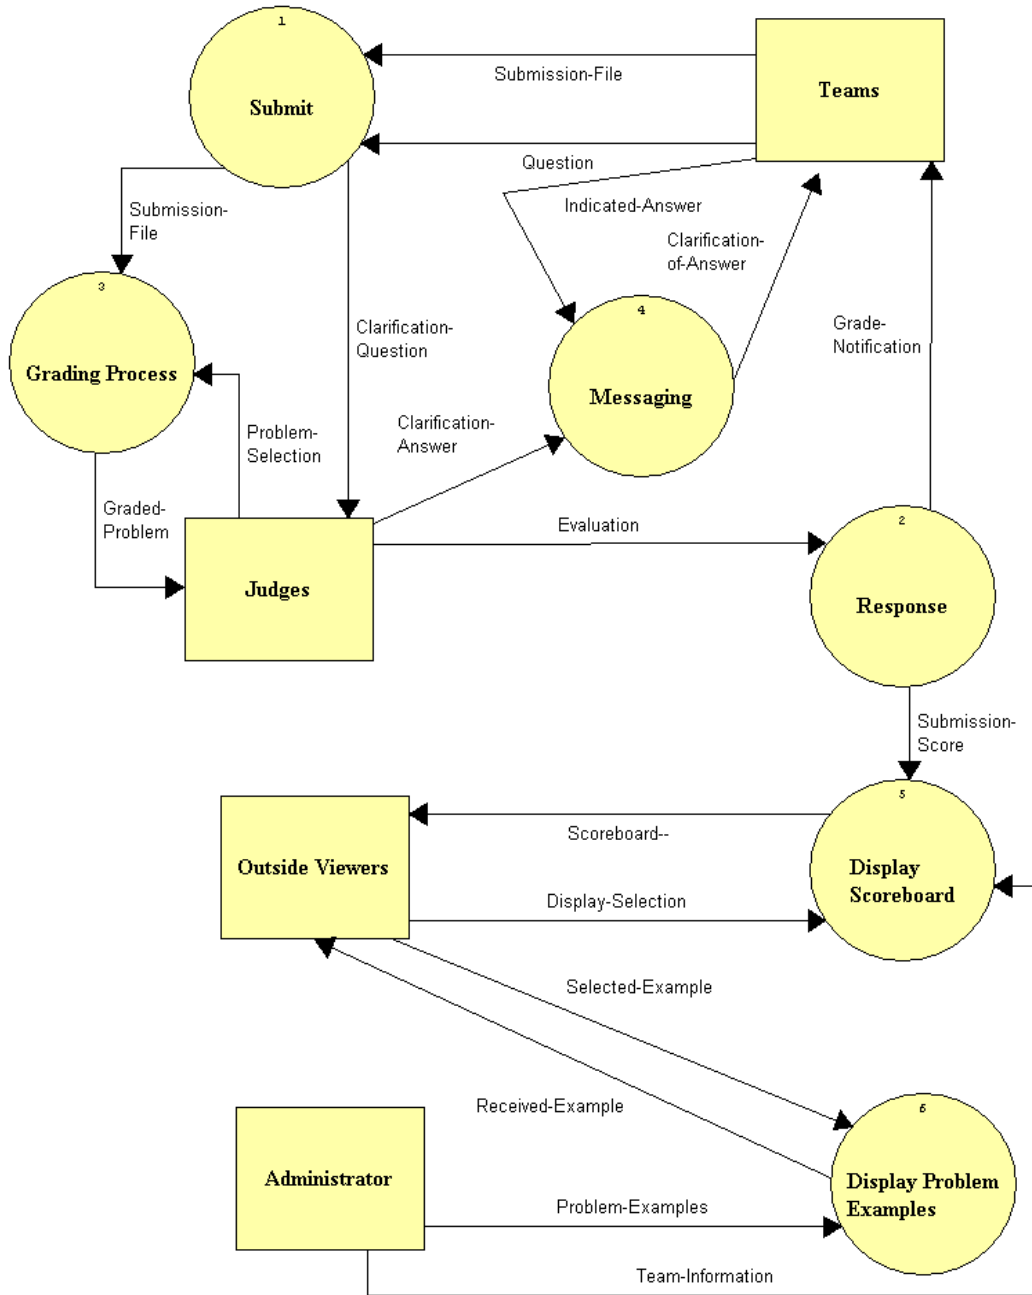 1
Submit
Submission-File
Teams
Question
Indicated-Answer
Submission-
File
Clarification-
of-Answer
3
Grading Process
Clarification-
Question
4
Messaging
Grade-
Notification
Problem-
Selection
Clarification-
Answer
Graded-
Problem
Judges
Evaluation
2
Response
Submission-
Score
5
Display
Scoreboard
Outside Viewers
Scoreboard--
Display-Selection
Selected-Example
Received-Example
6
Display Problem
Examples
Administrator
Problem-Examples
Team-Information